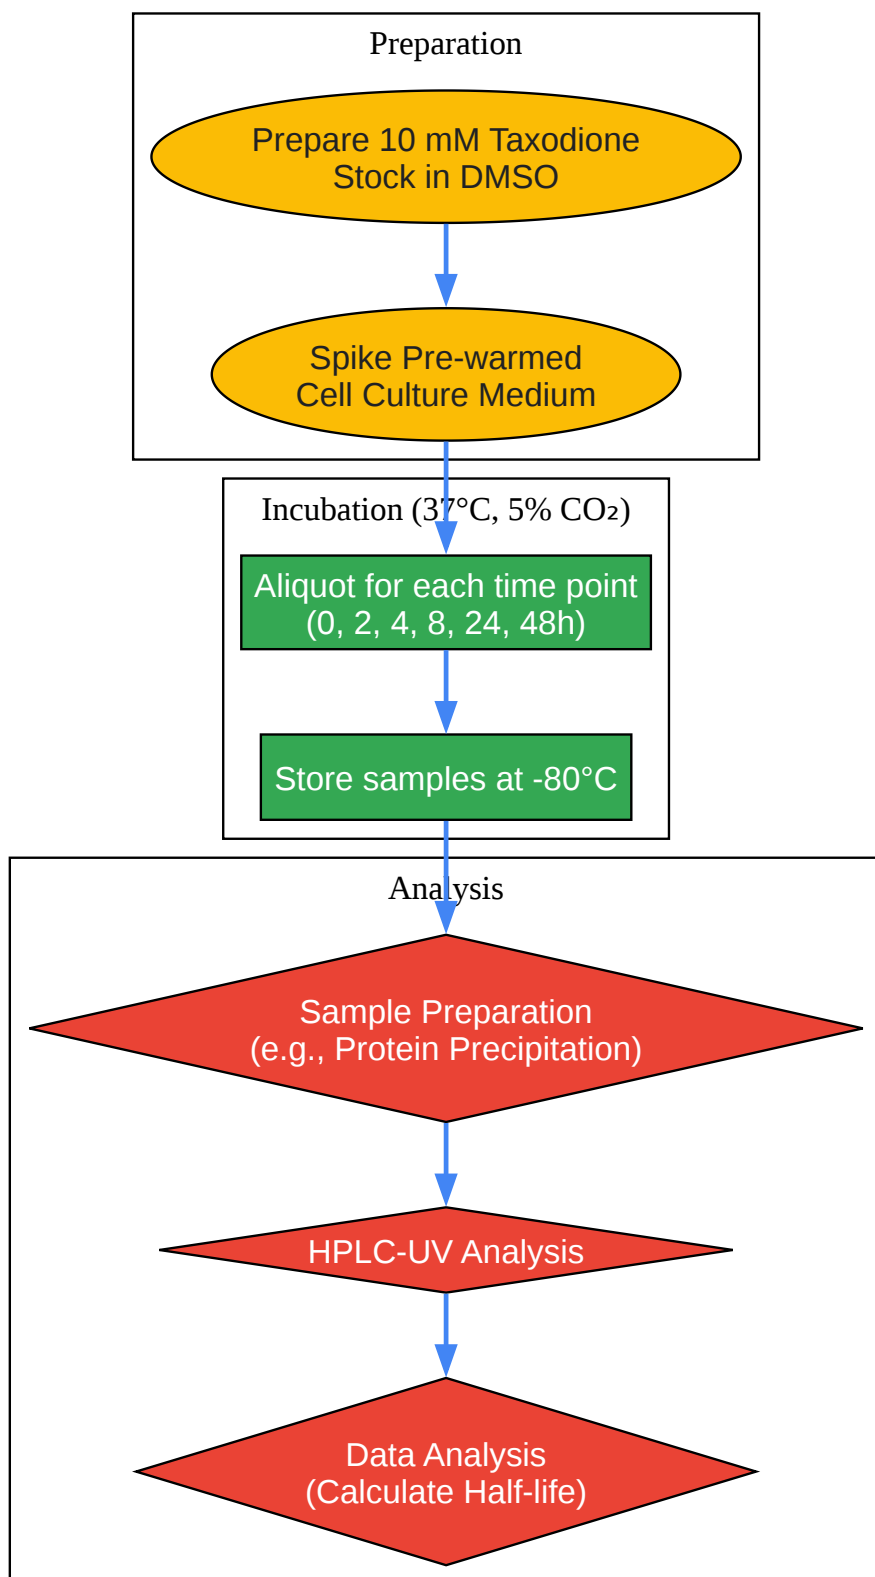 Preparation
Prepare 10 mM Taxodione
Stock in DMSO
Spike Pre-warmed
Cell Culture Medium
Incubation (37°C, 5% CO₂)
Aliquot for each time point
(0, 2, 4, 8, 24, 48h)
Store samples at -80°C
Analysis
Sample Preparation
(e.g., Protein Precipitation)
HPLC-UV Analysis
Data Analysis
(Calculate Half-life)